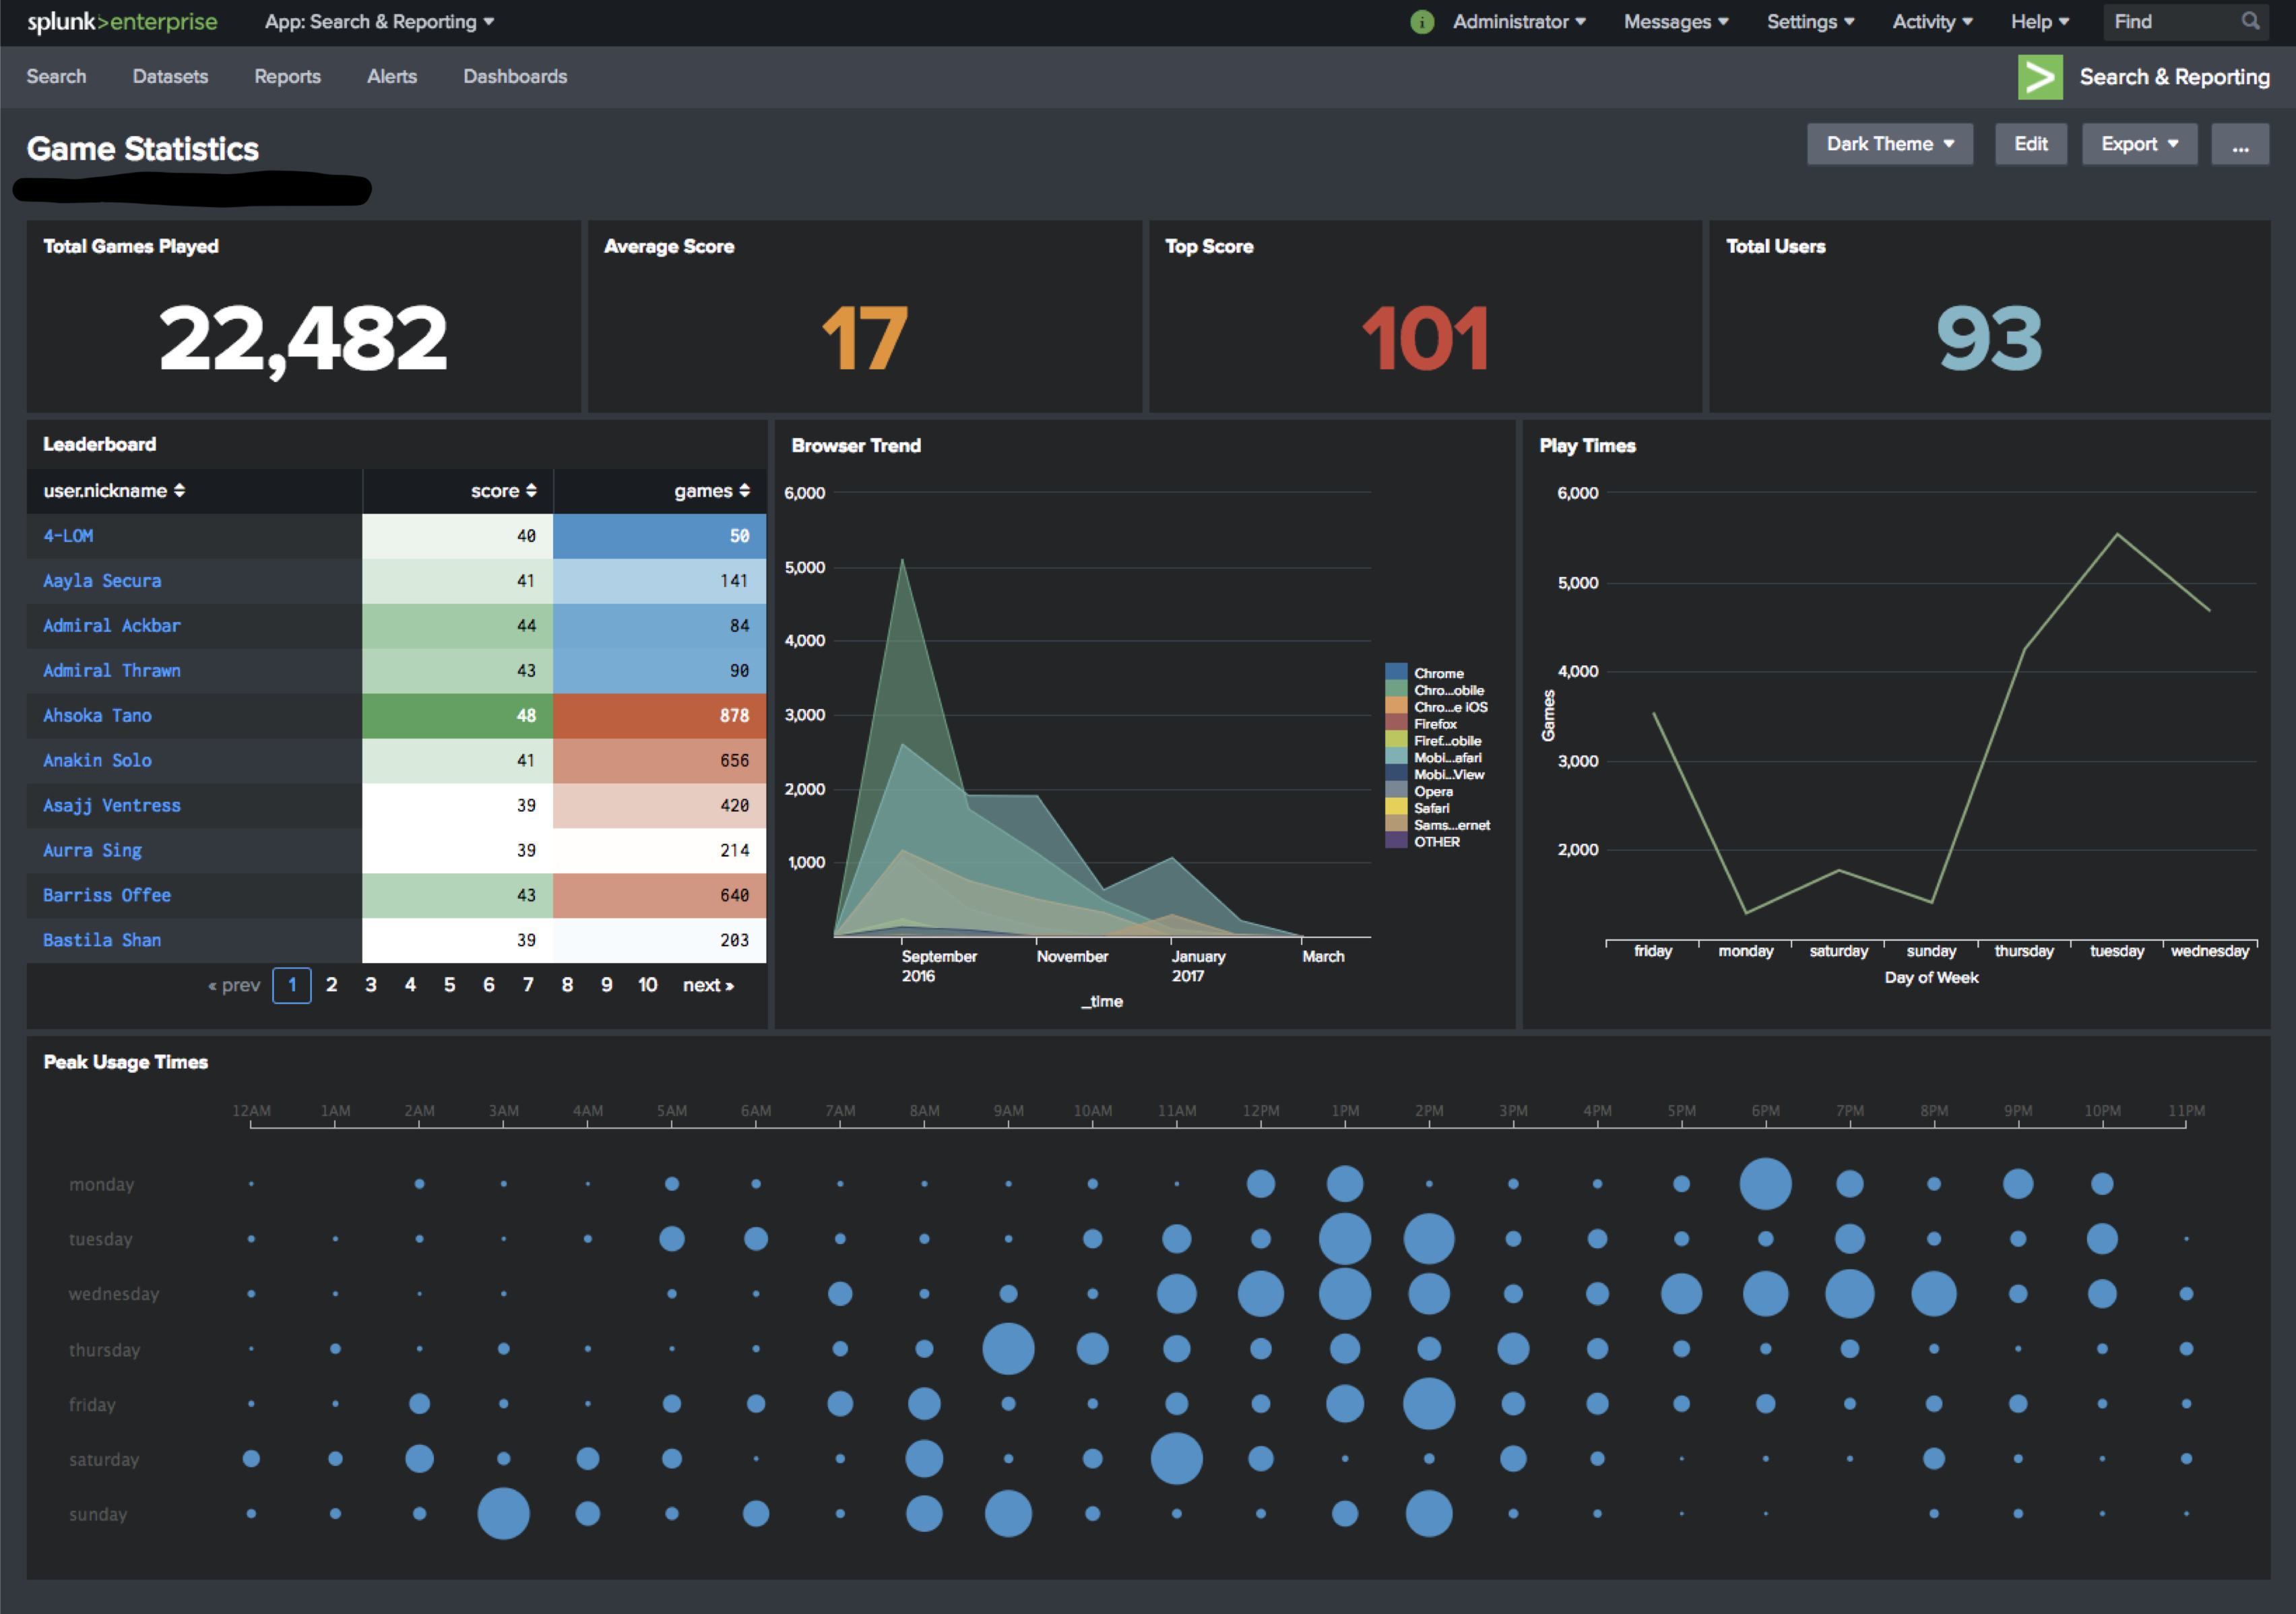 splunk>enterprise App: Search & Reporting Administrator Messages Settings Activity Help Find
Search Datasets Reports Alerts Dashboards Search & Reporting
Game Statistics Dark Theme Edit Export ...
Total Games Played Average Score Top Score Total Users
22,482 17 101 93
Leaderboard
user.nickname score games
4-LOM 40 50
Aayla Secura 41 141
Admiral Ackbar 44 84
Admiral Thrawn 43 90
Ahsoka Tano 48 878
Anakin Solo 41 656
Asajj Ventress 39 420
Aurra Sing 39 214
Barriss Offee 43 640
Bastila Shan 39 203
« prev 1 2 3 4 5 6 7 8 9 10 next »
Browser Trend
6,000
5,000
4,000
3,000
2,000
1,000
September November January March
2016 2017
_time
Chrome
Chro...obile
Chro...e iOS
Firefox
Firef...obile
Mobi...afari
Mobi...View
Opera
Safari
Sams...ernet
OTHER
Play Times
6,000
5,000
4,000
3,000
2,000
Games
friday monday saturday sunday thursday tuesday wednesday
Day of Week
Peak Usage Times
12AM 1AM 2AM 3AM 4AM 5AM 6AM 7AM 8AM 9AM 10AM 11AM 12PM 1PM 2PM 3PM 4PM 5PM 6PM 7PM 8PM 9PM 10PM 11PM
monday
tuesday
wednesday
thursday
friday
saturday
sunday